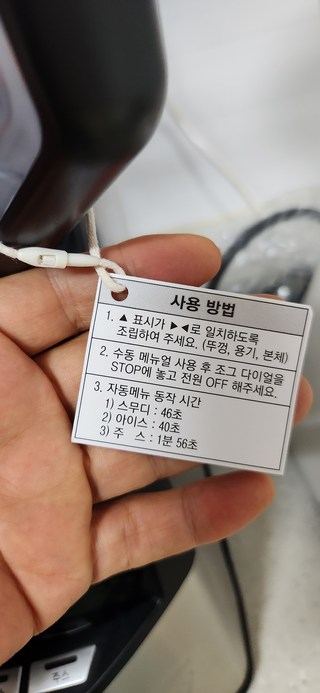 사용 방법
1. ▲ 표시가 ▶◀로 일치하도록
조립하여 주세요. (뚜껑, 용기, 본체)
2. 수동 메뉴얼 사용 후 조그 다이얼을
STOP에 놓고 전원 OFF 해주세요.
3. 자동메뉴 동작 시간
1) 스무디 : 46초
2) 아이스 : 40초
3) 주 스 : 1분 56초
주스